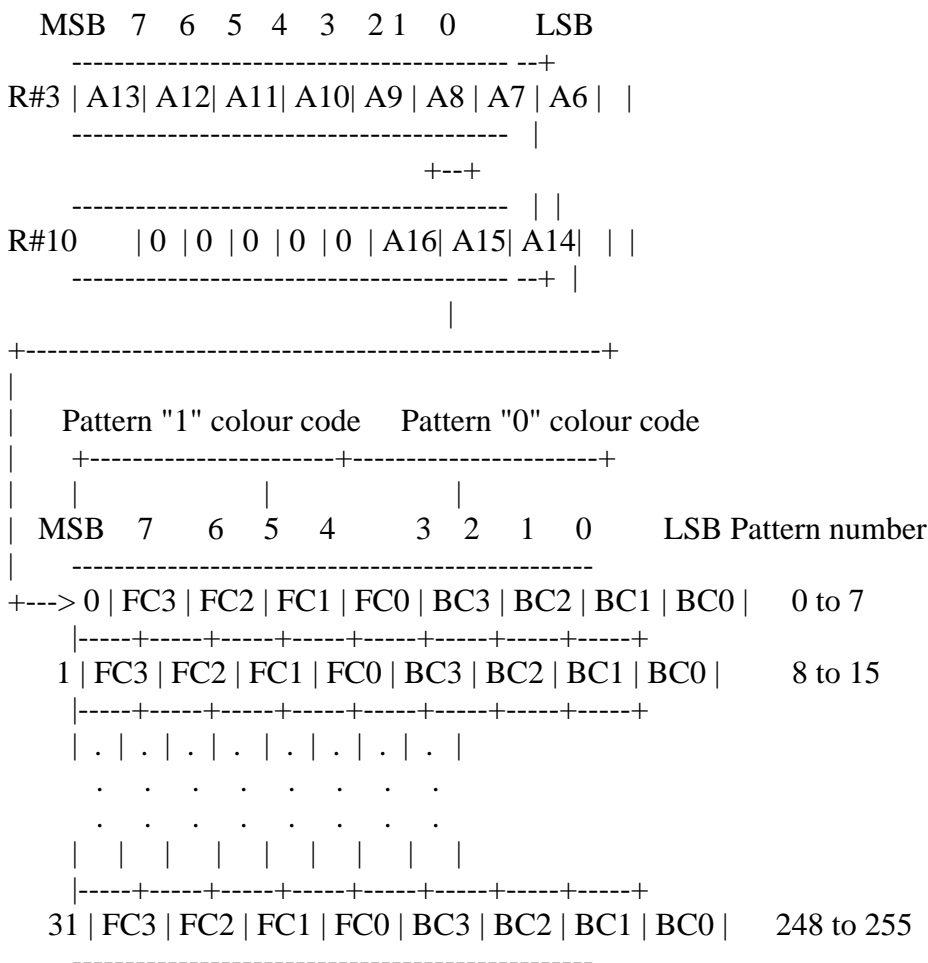 MSB 7 6 5 4 3 2 1 0 LSB
--------------------------------------- --+
R#3 | A13| A12| A11| A10| A9 | A8 | A7 | A6 | |
--------------------------------------- |
+--+
--------------------------------------- | |
R#10 | 0 | 0 | 0 | 0 | 0 | A16| A15| A14| | |
--------------------------------------- --+ |
|
+------------------------------------------------------+
|
| Pattern "1" colour code Pattern "0" colour code
| +-----------------------+-----------------------+
| | | |
| MSB 7 6 5 4 3 2 1 0 LSB Pattern number
| -------------------------------------------------
+---> 0 | FC3 | FC2 | FC1 | FC0 | BC3 | BC2 | BC1 | BC0 | 0 to 7
|-----+-----+-----+-----+-----+-----+-----+-----+
1 | FC3 | FC2 | FC1 | FC0 | BC3 | BC2 | BC1 | BC0 | 8 to 15
|-----+-----+-----+-----+-----+-----+-----+-----+
| . | . | . | . | . | . | . | . |
. . . . . . . .
. . . . . . . .
| | | | | | | | |
|-----+-----+-----+-----+-----+-----+-----+-----+
31 | FC3 | FC2 | FC1 | FC0 | BC3 | BC2 | BC1 | BC0 | 248 to 255
-------------------------------------------------